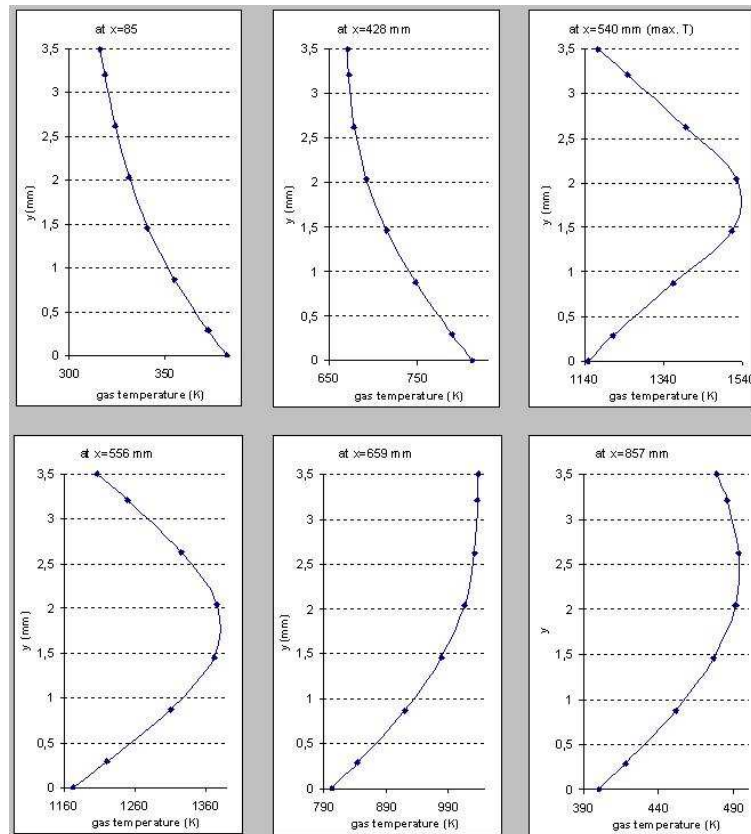 at x=85
3,5
3
2,5
2
1,5
1
0,5
0
y (mm)
300 350
gas temperature (K)
at x=428 mm
3,5
3
2,5
2
1,5
1
0,5
0
y (mm)
650 750
gas temperature (K)
at x=540 mm (max. T)
3,5
3
2,5
2
1,5
1
0,5
0
y (mm)
1140 1340 1540
gas temperature (K)
at x=556 mm
3,5
3
2,5
2
1,5
1
0,5
0
y (mm)
1160 1260 1360
gas temperature (K)
at x=659 mm
3,5
3
2,5
2
1,5
1
0,5
0
y (mm)
790 890 990
gas temperature (K)
at x=857 mm
3,5
3
2,5
2
1,5
1
0,5
0
y
390 440 490
gas temperature (K)